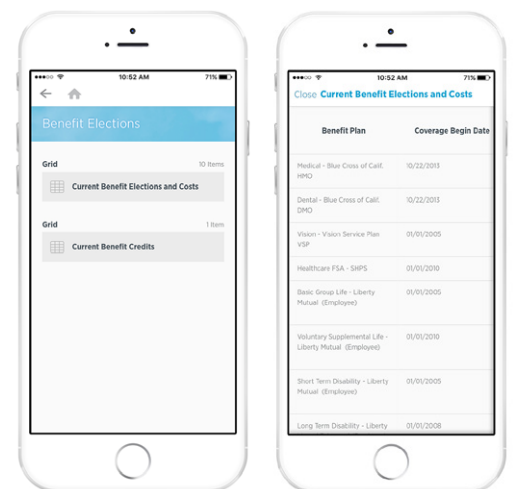 10:52 AM
71%
Benefit Elections
Grid
10 Items
Current Benefit Elections and Costs
Grid
1 Item
Current Benefit Credits
10:52 AM
71%
Close Current Benefit Elections and Costs
Benefit Plan
Coverage Begin Date
Medical - Blue Cross of Calif.
HMO
10/22/2013
Dental - Blue Cross of Calif.
DMO
10/22/2013
Vision - Vision Service Plan
VSP
01/01/2005
Healthcare FSA - SHPS
01/01/2010
Basic Group Life - Liberty
Mutual (Employee)
01/01/2005
Voluntary Supplemental Life -
Liberty Mutual (Employee)
01/01/2010
Short Term Disability - Liberty
Mutual (Employee)
01/01/2005
Long Term Disability - Liberty
01/01/2008